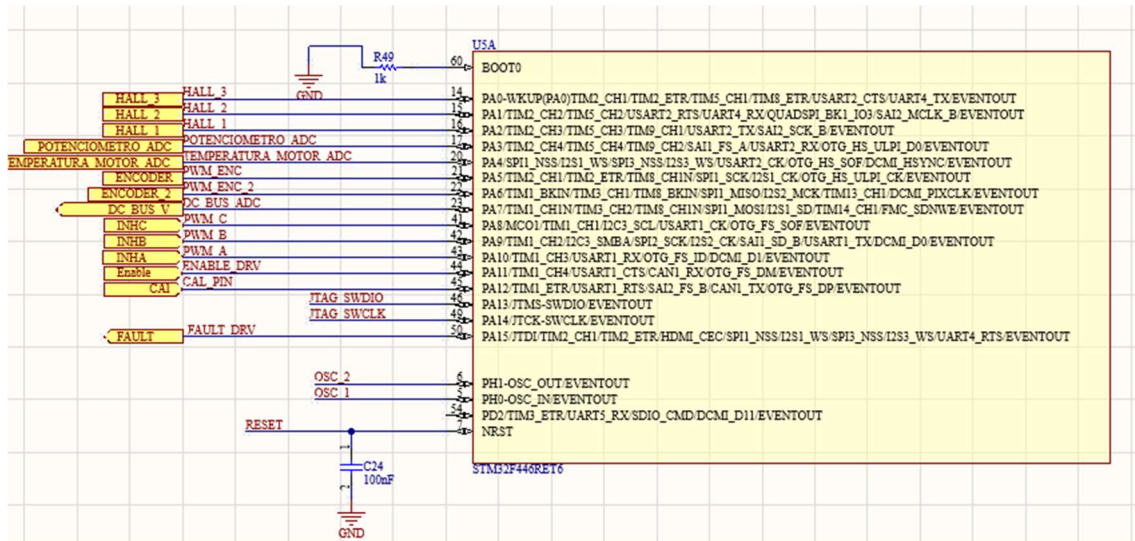 U5A
R49
1k
60
BOOT0
GND
HALL_3 HALL_3 14 PA0-WKUP(PA0)TIM2_CH1/TIM2_ETR/TIM5_CH1/TIM8_ETR/USART2_CTS/UART4_TX/EVENTOUT
HALL_2 HALL_2 15 PA1/TIM2_CH2/TIM5_CH2/USART2_RTS/UART4_RX/QUADSPI_BK1_IO3/SAI2_MCLK_B/EVENTOUT
HALL_1 HALL_1 16 PA2/TIM2_CH3/TIM5_CH3/TIM9_CH1/USART2_TX/SAI2_SCK_B/EVENTOUT
POTENCIOMETRO_ADC POTENCIOMETRO_ADC 17 PA3/TIM2_CH4/TIM5_CH4/TIM9_CH2/SAI1_FS_A/USART2_RX/OTG_HS_ULPI_D0/EVENTOUT
EMPERATURA_MOTOR_ADC TEMPERATURA_MOTOR_ADC 20 PA4/SPI1_NSS/I2S1_WS/SPI3_NSS/I2S3_WS/USART2_CK/OTG_HS_SOF/DCMI_HSYNC/EVENTOUT
ENCODER PWM_ENC 21 PA5/TIM2_CH1/TIM2_ETR/TIM8_CH1N/SPI1_SCK/I2S1_CK/OTG_HS_ULPI_CK/EVENTOUT
ENCODER_2 PWM_ENC_2 22 PA6/TIM1_BKIN/TIM3_CH1/TIM8_BKIN/SPI1_MISO/I2S2_MCK/TIM13_CH1/DCMI_PIXCLK/EVENTOUT
DC_BUS_V DC_BUS_ADC 23 PA7/TIM1_CH1N/TIM3_CH2/TIM8_CH1N/SPI1_MOSI/I2S1_SD/TIM14_CH1/FMC_SDNWE/EVENTOUT
INHC PWM_C 41 PA8/MCO1/TIM1_CH1/I2C3_SCL/USART1_CK/OTG_FS_SOF/EVENTOUT
INHB PWM_B 42 PA9/TIM1_CH2/I2C3_SMBA/SPI2_SCK/I2S2_CK/SAI1_SD_B/USART1_TX/DCMI_D0/EVENTOUT
INHA PWM_A 43 PA10/TIM1_CH3/USART1_RX/OTG_FS_ID/DCMI_D1/EVENTOUT
Enable ENABLE_DRV 44 PA11/TIM1_CH4/USART1_CTS/CAN1_RX/OTG_FS_DM/EVENTOUT
CAL CAL_PIN 45 PA12/TIM1_ETR/USART1_RTS/SAI2_FS_B/CAN1_TX/OTG_FS_DP/EVENTOUT
JTAG_SWDIO 46 PA13/JTMS-SWDIO/EVENTOUT
JTAG_SWCLK 49 PA14/JTCK-SWCLK/EVENTOUT
FAULT FAULT_DRV 50 PA15/JTDI/TIM2_CH1/TIM2_ETR/HDMI_CEC/SPI1_NSS/I2S1_WS/SPI3_NSS/I2S3_WS/UART4_RTS/EVENTOUT
OSC_2 6 PH1-OSC_OUT/EVENTOUT
OSC_1 5 PH0-OSC_IN/EVENTOUT
54 PD2/TIM3_ETR/UART5_RX/SDIO_CMD/DCMI_D11/EVENTOUT
RESET 7 NRST
1
C24
100nF
2
GND
STM32F446RET6